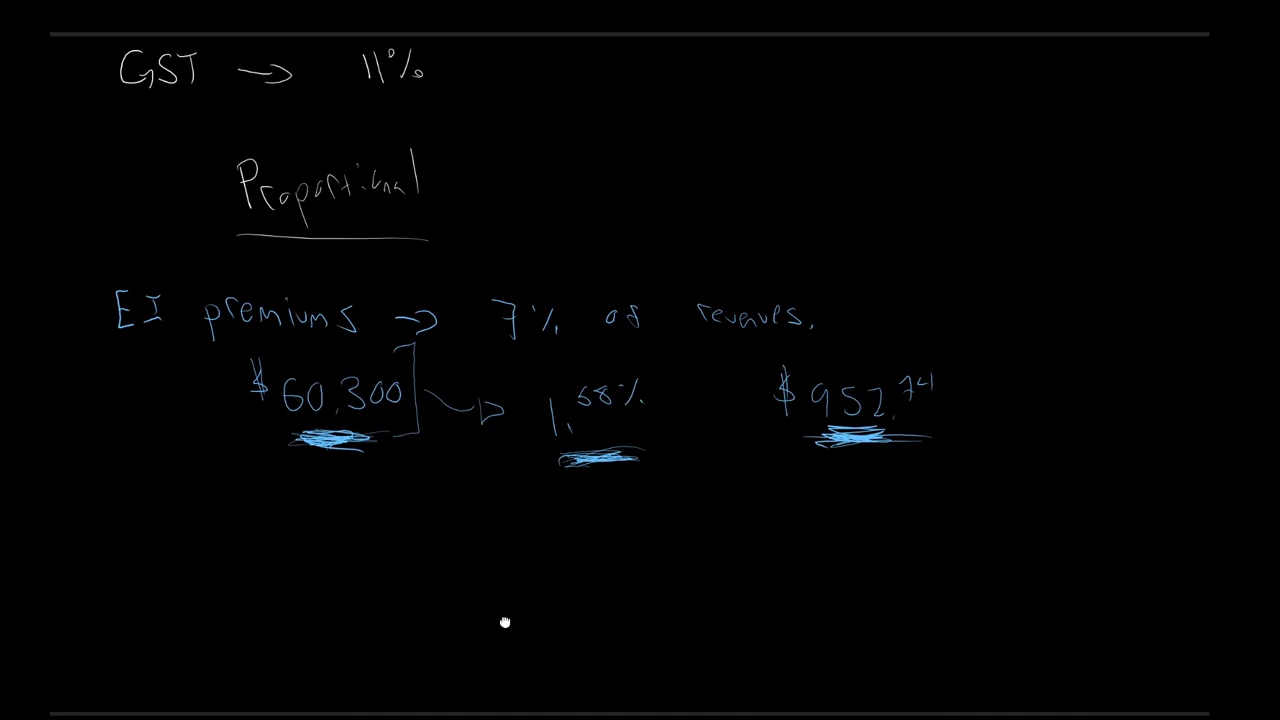 GST → 11%
Proportional
EI premiums → 7% of revenues.
$60,300 → 1.58% $952.74